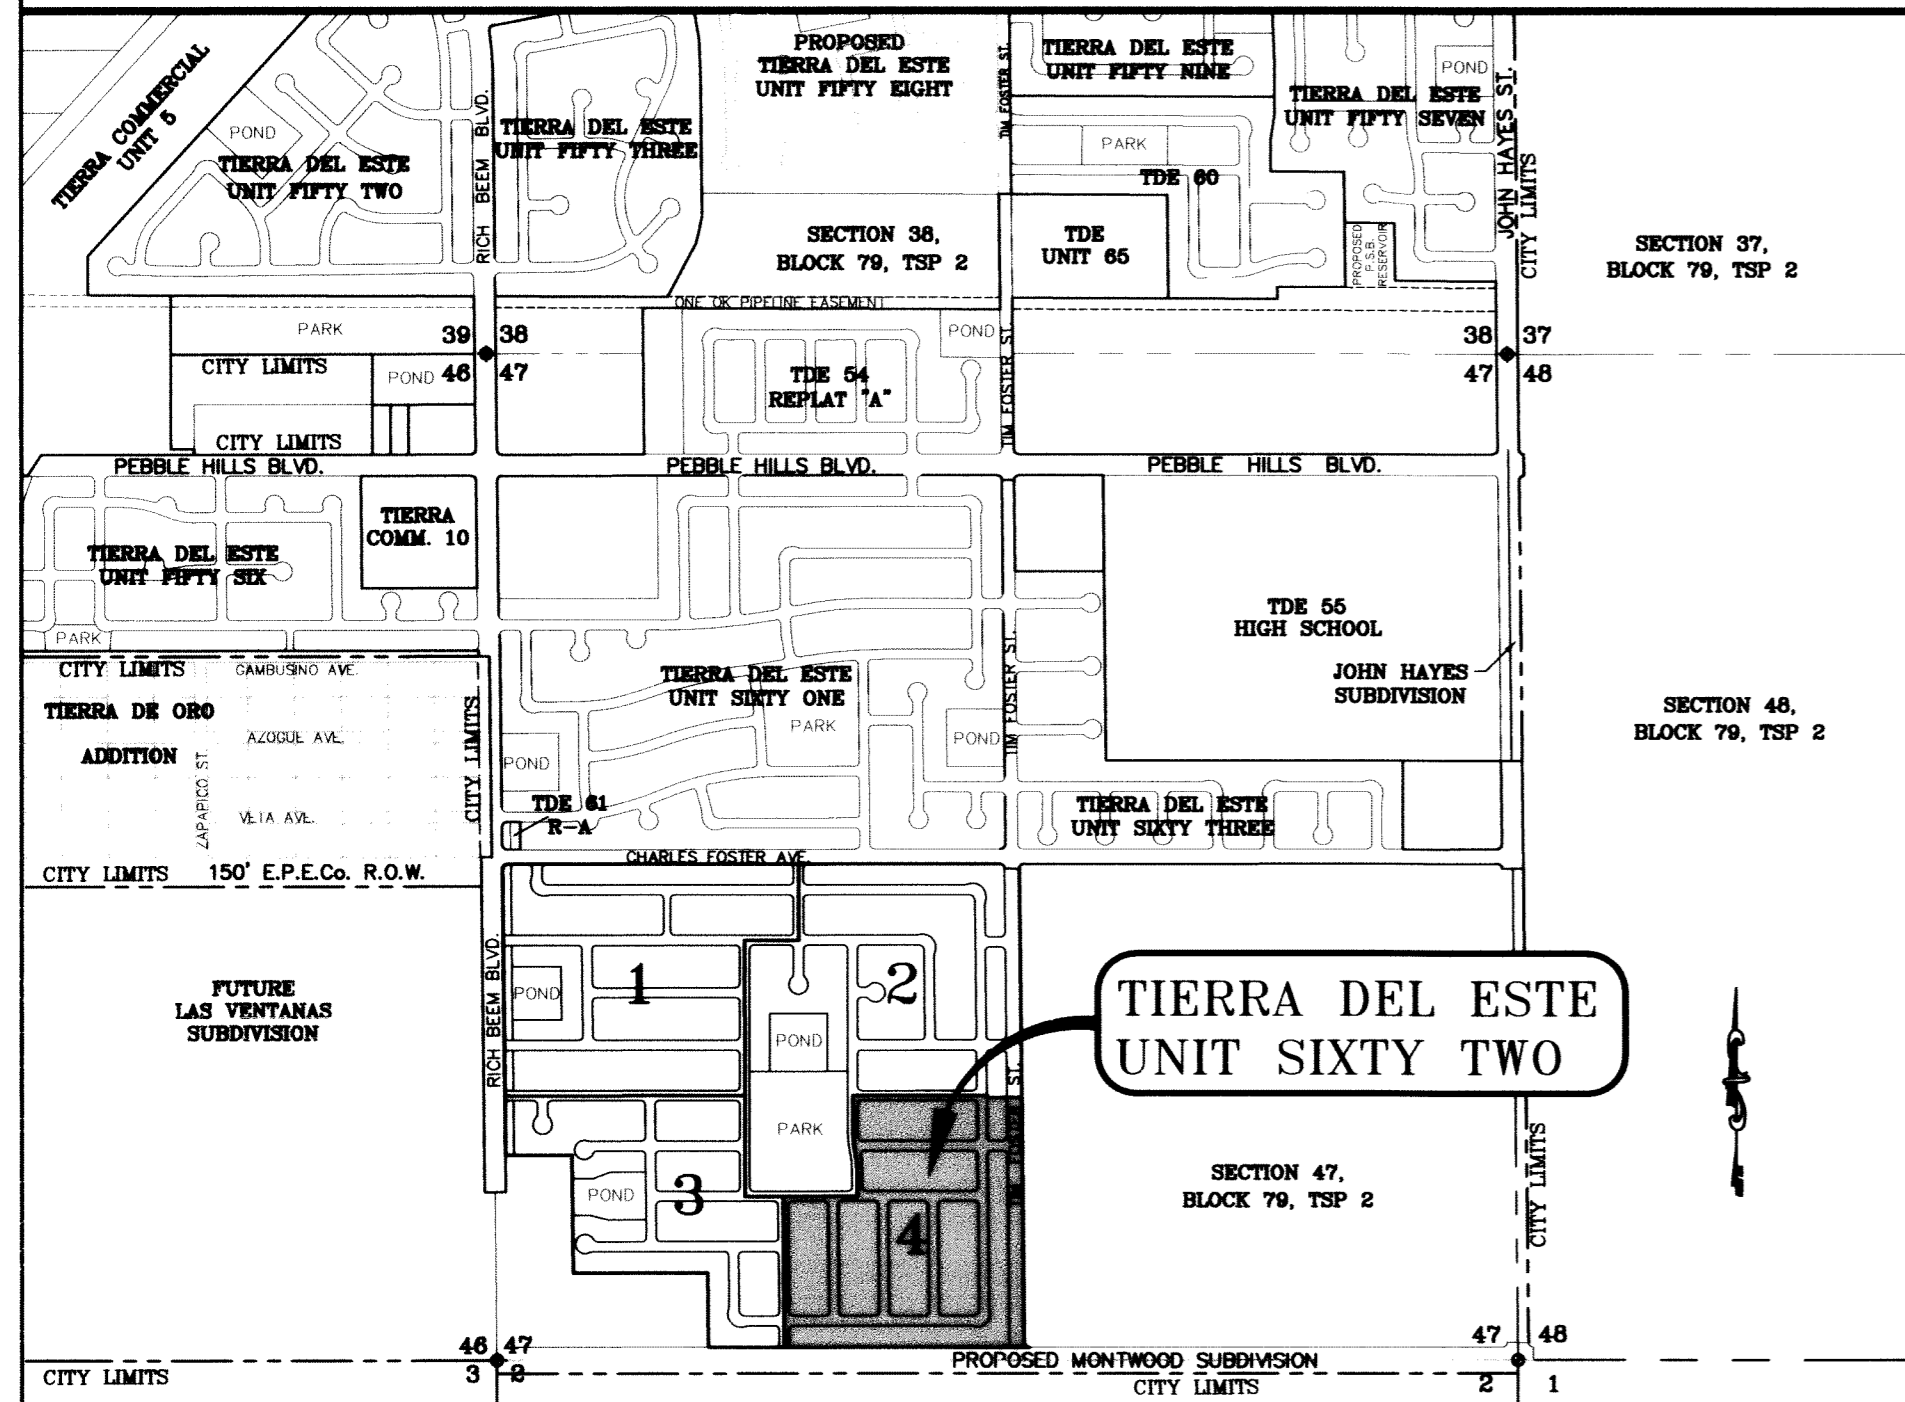 TIERRA COMMERCIAL
UNIT 5
POND
TIERRA DEL ESTE
UNIT FIFTY TWO
RICH BEEM BLVD.
TIERRA DEL ESTE
UNIT FIFTY THREE
PROPOSED
TIERRA DEL ESTE
UNIT FIFTY EIGHT
TIM FOSTER ST.
TIERRA DEL ESTE
UNIT FIFTY NINE
POND
TIERRA DEL ESTE
UNIT FIFTY SEVEN
JOHN HAYES ST.
CITY LIMITS
PARK
TDE 60
SECTION 38,
BLOCK 79, TSP 2
TDE
UNIT 65
PROPOSED
P.S.B.
RESERVOIR
SECTION 37,
BLOCK 79, TSP 2
ONE OK PIPELINE EASEMENT
PARK
39 38
CITY LIMITS
POND
46 47
POND
TIM FOSTER ST.
TDE 54
REPLAT "A"
38 37
47 48
CITY LIMITS
PEBBLE HILLS BLVD.
PEBBLE HILLS BLVD.
PEBBLE HILLS BLVD.
TIERRA
COMM. 10
TIERRA DEL ESTE
UNIT FIFTY SIX
PARK
TDE 55
HIGH SCHOOL
JOHN HAYES
SUBDIVISION
CITY LIMITS
GAMBUSINO AVE.
TIERRA DE ORO
ADDITION
AZOGUE AVE.
ZAPAPICO ST.
VETA AVE.
CITY LIMITS
TIERRA DEL ESTE
UNIT SIXTY ONE
PARK
POND
POND
TIM FOSTER ST.
SECTION 48,
BLOCK 79, TSP 2
TDE 61
R-A
TIERRA DEL ESTE
UNIT SIXTY THREE
CHARLES FOSTER AVE.
CITY LIMITS
150' E.P.E.Co. R.O.W.
FUTURE
LAS VENTANAS
SUBDIVISION
RICH BEEM BLVD.
POND
1
2
POND
PARK
TIERRA DEL ESTE
UNIT SIXTY TWO
TIM FOSTER ST.
POND
3
4
SECTION 47,
BLOCK 79, TSP 2
CITY LIMITS
46 47
3 2
CITY LIMITS
PROPOSED MONTWOOD SUBDIVISION
CITY LIMITS
47 48
2 1